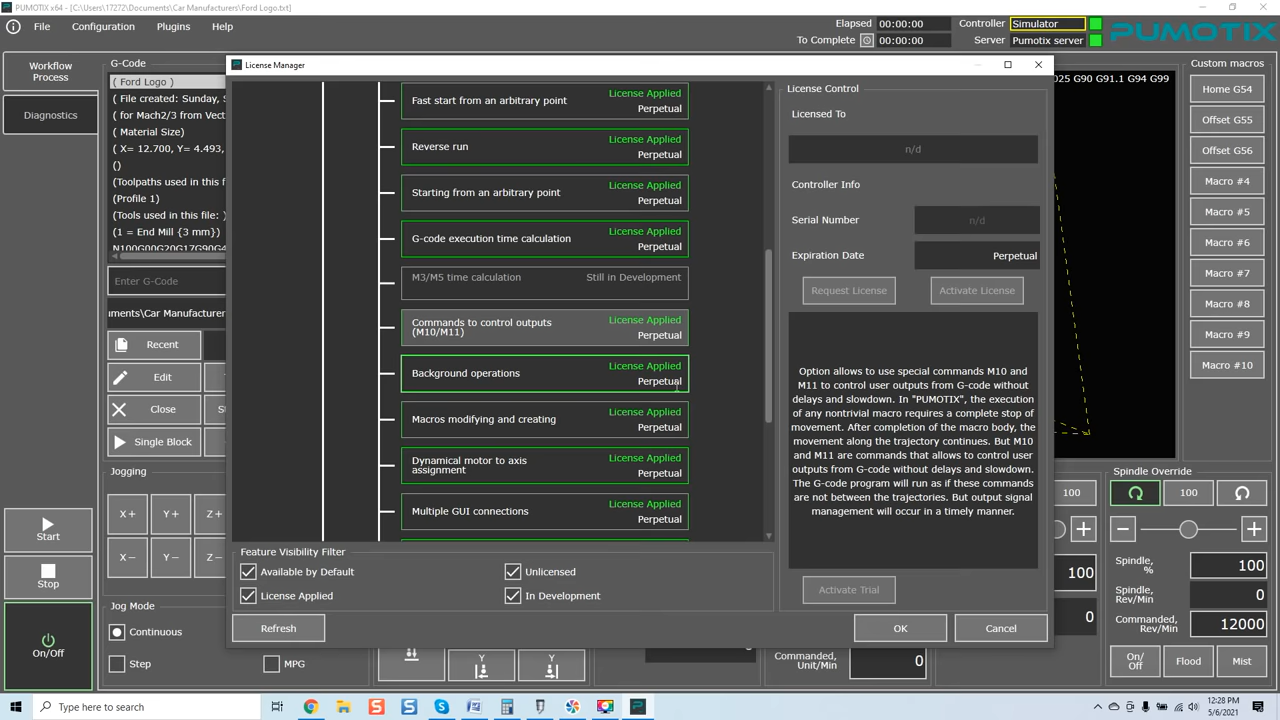 PUMOTIX x64 - C:\Users\17272\Documents\Car Manufacturers\Ford Logo.txt]
File Configuration Plugins Help
Elapsed 00:00:00
To Complete 00:00:00
Controller Simulator
Server Pumotix server
PUMOTIX
Workflow
Process
Diagnostics
G-Code
( Ford Logo )
( File created: Sunday, S
( for Mach2/3 from Vect
( Material Size)
( X= 12.700, Y= 4.493,
()
(Toolpaths used in this f
(Profile 1)
(Tools used in this file: )
(1 = End Mill {3 mm})
N100G00G20G17G90G4
Enter G-Code
uments\Car Manufacturer
Recent
Edit
Close
St
Single Block
Jogging
X+ Y+ Z+
X− Y− Z−
Start
Stop
On/Off
Jog Mode
Continuous
Step
MPG
License Manager
Fast start from an arbitrary point
License Applied
Perpetual
Reverse run
License Applied
Perpetual
Starting from an arbitrary point
License Applied
Perpetual
G-code execution time calculation
License Applied
Perpetual
M3/M5 time calculation
Still in Development
Commands to control outputs
(M10/M11)
License Applied
Perpetual
Background operations
License Applied
Perpetual
Macros modifying and creating
License Applied
Perpetual
Dynamical motor to axis
assignment
License Applied
Perpetual
Multiple GUI connections
License Applied
Perpetual
Feature Visibility Filter
Available by Default
Unlicensed
License Applied
In Development
Refresh
OK
Cancel
License Control
Licensed To
n/d
Controller Info
Serial Number
n/d
Expiration Date
Perpetual
Request License
Activate License
Option allows to use special commands M10 and
M11 to control user outputs from G-code without
delays and slowdown. In "PUMOTIX", the execution
of any nontrivial macro requires a complete stop of
movement. After completion of the macro body, the
movement along the trajectory continues. But M10
and M11 are commands that allows to control user
outputs from G-code without delays and slowdown.
The G-code program will run as if these commands
are not between the trajectories. But output signal
management will occur in a timely manner.
Activate Trial
025 G90 G91.1 G94 G99
Custom macros
Home G54
Offset G55
Offset G56
Macro #4
Macro #5
Macro #6
Macro #7
Macro #8
Macro #9
Macro #10
Spindle Override
100
100
100
0
Spindle,
%
100
Spindle,
Rev/Min
0
Commanded,
Rev/Min
12000
On/
Off
Flood
Mist
Y
Y
Commanded,
Unit/Min
0
Type here to search
12:28 PM
5/6/2021